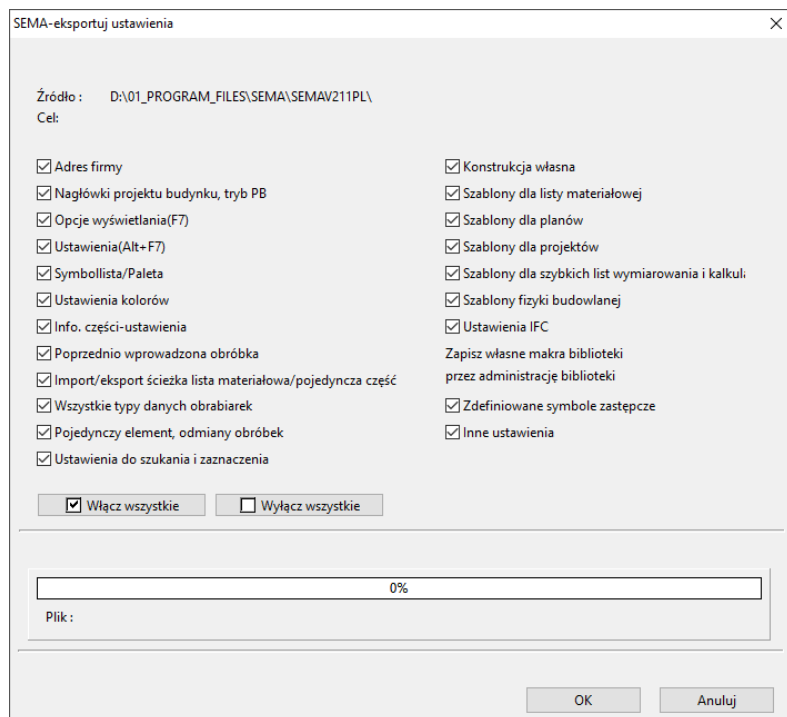 SEMA-eksportuj ustawienia
Źródło : D:\01_PROGRAM_FILES\SEMA\SEMAV211PL\
Cel:
Adres firmy
Nagłówki projektu budynku, tryb PB
Opcje wyświetlania(F7)
Ustawienia(Alt+F7)
Symbollista/Paleta
Ustawienia kolorów
Info. części-ustawienia
Poprzednio wprowadzona obróbka
Import/eksport ścieżka lista materiałowa/pojedyncza część
Wszystkie typy danych obrabiarek
Pojedynczy element, odmiany obróbek
Ustawienia do szukania i zaznaczenia
Konstrukcja własna
Szablony dla listy materiałowej
Szablony dla planów
Szablony dla projektów
Szablony dla szybkich list wymiarowania i kalkula
Szablony fizyki budowlanej
Ustawienia IFC
Zapisz własne makra biblioteki
przez administrację biblioteki
Zdefiniowane symbole zastępcze
Inne ustawienia
Włącz wszystkie
Wyłącz wszystkie
0%
Plik :
OK
Anuluj